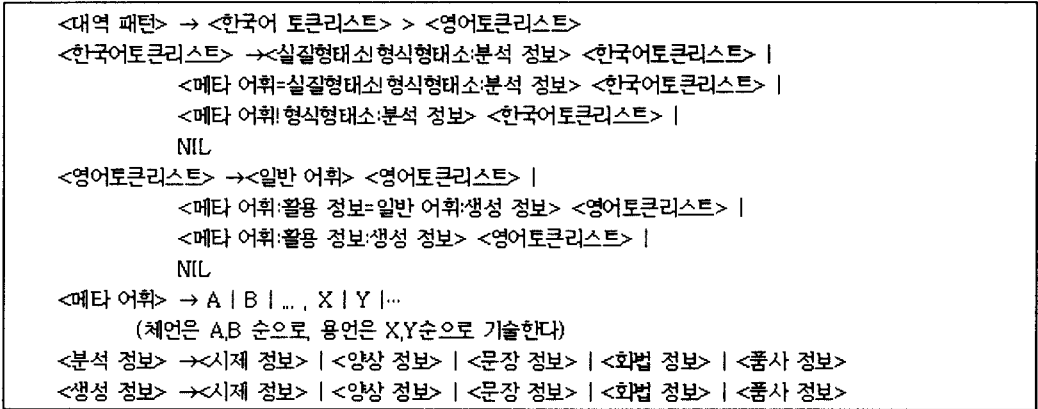 <대역 패턴> → <한국어 토큰리스트> > <영어토큰리스트>
<한국어토큰리스트> →<실질형태소!형식형태소:분석 정보> <한국어토큰리스트> |
<메타 어휘=실질형태소!형식형태소:분석 정보> <한국어토큰리스트> |
<메타 어휘!형식형태소:분석 정보> <한국어토큰리스트> |
NIL
<영어토큰리스트> →<일반 어휘> <영어토큰리스트> |
<메타 어휘:활용 정보=일반 어휘:생성 정보> <영어토큰리스트> |
<메타 어휘:활용 정보:생성 정보> <영어토큰리스트> |
NIL
<메타 어휘> → A | B | ... , X | Y |…
(체언은 A,B 순으로, 용언은 X,Y순으로 기술한다)
<분석 정보> →<시제 정보> | <양상 정보> | <문장 정보> | <화법 정보> | <품사 정보>
<생성 정보> →<시제 정보> | <양상 정보> | <문장 정보> | <화법 정보> | <품사 정보>